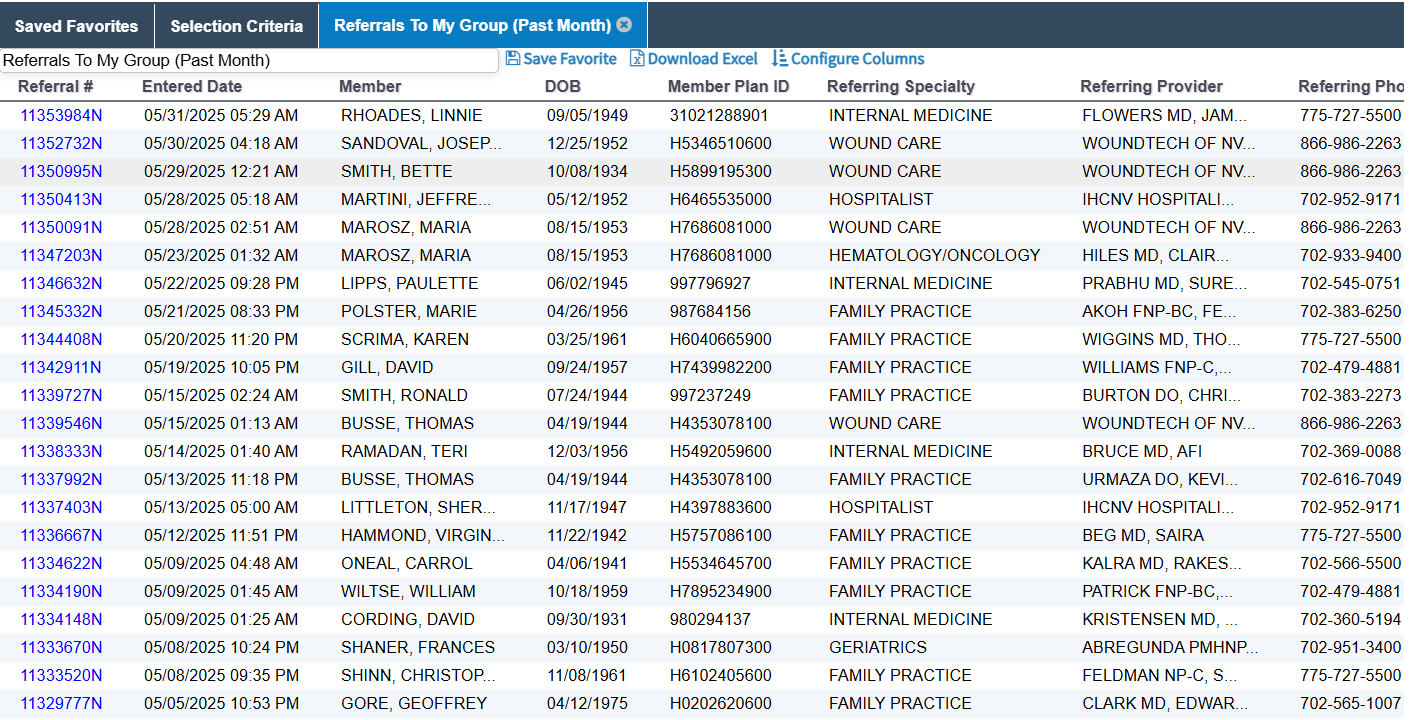 Saved Favorites Selection Criteria Referrals To My Group (Past Month)
Referrals To My Group (Past Month) Save Favorite Download Excel Configure Columns
Referral # Entered Date Member DOB Member Plan ID Referring Specialty Referring Provider Referring Pho
11353984N 05/31/2025 05:29 AM RHOADES, LINNIE 09/05/1949 31021288901 INTERNAL MEDICINE FLOWERS MD, JAM... 775-727-5500
11352732N 05/30/2025 04:18 AM SANDOVAL, JOSEP... 12/25/1952 H5346510600 WOUND CARE WOUNDTECH OF NV... 866-986-2263
11350995N 05/29/2025 12:21 AM SMITH, BETTE 10/08/1934 H5899195300 WOUND CARE WOUNDTECH OF NV... 866-986-2263
11350413N 05/28/2025 05:18 AM MARTINI, JEFFRE... 05/12/1952 H6465535000 HOSPITALIST IHCNV HOSPITALI... 702-952-9171
11350091N 05/28/2025 02:51 AM MAROSZ, MARIA 08/15/1953 H7686081000 WOUND CARE WOUNDTECH OF NV... 866-986-2263
11347203N 05/23/2025 01:32 AM MAROSZ, MARIA 08/15/1953 H7686081000 HEMATOLOGY/ONCOLOGY HILES MD, CLAIR... 702-933-9400
11346632N 05/22/2025 09:28 PM LIPPS, PAULETTE 06/02/1945 997796927 INTERNAL MEDICINE PRABHU MD, SURE... 702-545-0751
11345332N 05/21/2025 08:33 PM POLSTER, MARIE 04/26/1956 987684156 FAMILY PRACTICE AKOH FNP-BC, FE... 702-383-6250
11344408N 05/20/2025 11:20 PM SCRIMA, KAREN 03/25/1961 H6040665900 FAMILY PRACTICE WIGGINS MD, THO... 775-727-5500
11342911N 05/19/2025 10:05 PM GILL, DAVID 09/24/1957 H7439982200 FAMILY PRACTICE WILLIAMS FNP-C,... 702-479-4881
11339727N 05/15/2025 02:24 AM SMITH, RONALD 07/24/1944 997237249 FAMILY PRACTICE BURTON DO, CHRI... 702-383-2273
11339546N 05/15/2025 01:13 AM BUSSE, THOMAS 04/19/1944 H4353078100 WOUND CARE WOUNDTECH OF NV... 866-986-2263
11338333N 05/14/2025 01:40 AM RAMADAN, TERI 12/03/1956 H5492059600 INTERNAL MEDICINE BRUCE MD, AFI 702-369-0088
11337992N 05/13/2025 11:18 PM BUSSE, THOMAS 04/19/1944 H4353078100 FAMILY PRACTICE URMAZA DO, KEVI... 702-616-7049
11337403N 05/13/2025 05:00 AM LITTLETON, SHER... 11/17/1947 H4397883600 HOSPITALIST IHCNV HOSPITALI... 702-952-9171
11336667N 05/12/2025 11:51 PM HAMMOND, VIRGIN... 11/22/1942 H5757086100 FAMILY PRACTICE BEG MD, SAIRA 775-727-5500
11334622N 05/09/2025 04:48 AM ONEAL, CARROL 04/06/1941 H5534645700 FAMILY PRACTICE KALRA MD, RAKES... 702-566-5500
11334190N 05/09/2025 01:45 AM WILTSE, WILLIAM 10/18/1959 H7895234900 FAMILY PRACTICE PATRICK FNP-BC,... 702-479-4881
11334148N 05/09/2025 01:25 AM CORDING, DAVID 09/30/1931 980294137 INTERNAL MEDICINE KRISTENSEN MD, ... 702-360-5194
11333670N 05/08/2025 10:24 PM SHANER, FRANCES 03/10/1950 H0817807300 GERIATRICS ABREGUNDA PMHNP... 702-951-3400
11333520N 05/08/2025 09:35 PM SHINN, CHRISTOP... 11/08/1961 H6102405600 FAMILY PRACTICE FELDMAN NP-C, S... 775-727-5500
11329777N 05/05/2025 10:53 PM GORE, GEOFFREY 04/12/1975 H0202620600 FAMILY PRACTICE CLARK MD, EDWAR... 702-565-1007